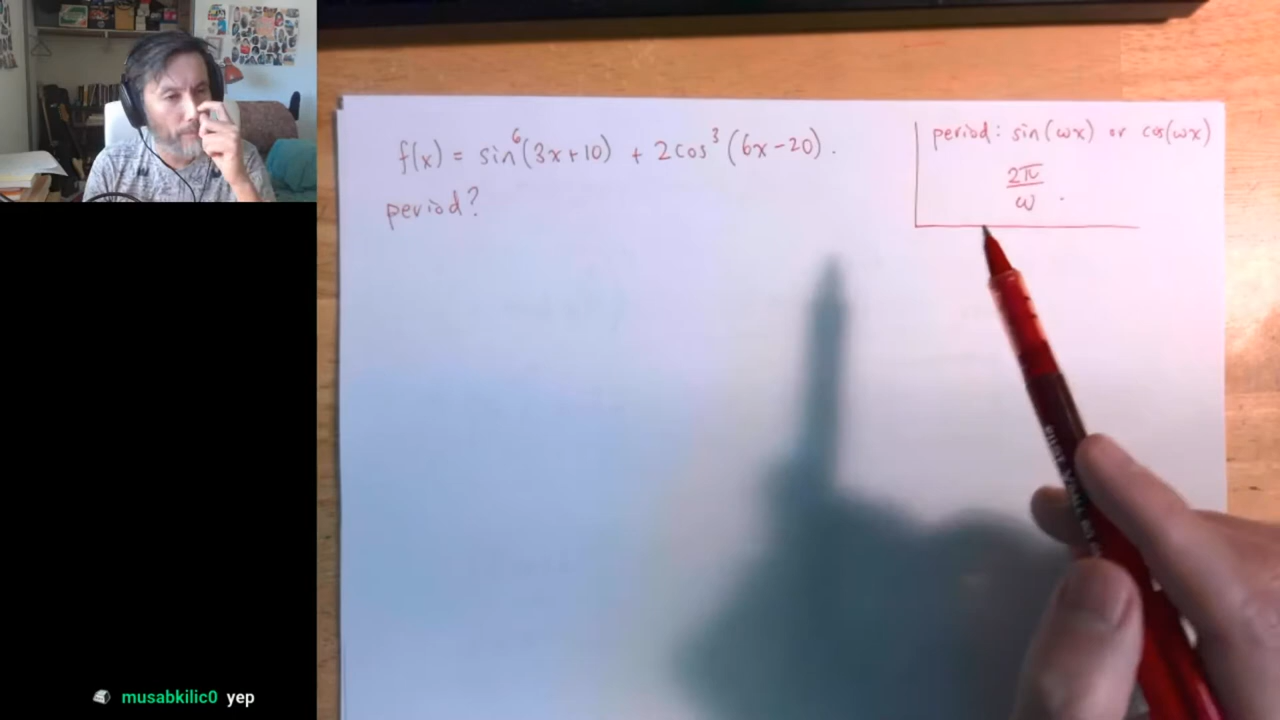 f(x) = sin⁶(3x+10) + 2cos³(6x-20).
period?
period: sin(ωx) or cos(ωx)
2π
ω .
musabkilic0 yep